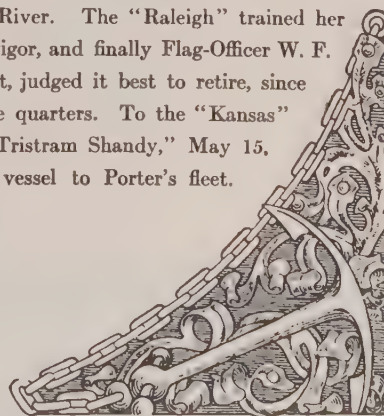 River. The “Raleigh” trained her
igor, and finally Flag-Officer W. F.
t, judged it best to retire, since
e quarters. To the “Kansas”
Tristram Shandy,” May 15.
vessel to Porter’s fleet.